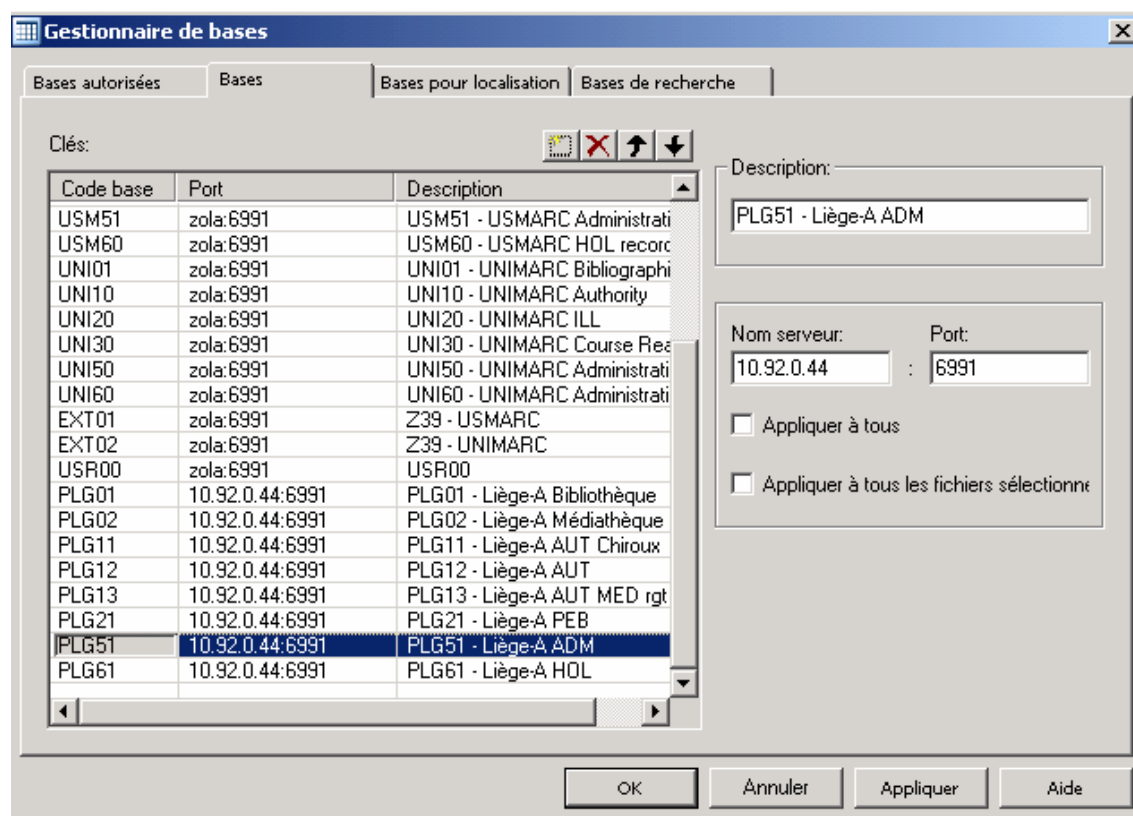 Gestionnaire de bases
Bases autorisées Bases Bases pour localisation Bases de recherche
Clés:
Code base Port Description
USM51 zola:6991 USM51 - USMARC Administrati
USM60 zola:6991 USM60 - USMARC HOL record
UNI01 zola:6991 UNI01 - UNIMARC Bibliographi
UNI10 zola:6991 UNI10 - UNIMARC Authority
UNI20 zola:6991 UNI20 - UNIMARC ILL
UNI30 zola:6991 UNI30 - UNIMARC Course Rea
UNI50 zola:6991 UNI50 - UNIMARC Administrati
UNI60 zola:6991 UNI60 - UNIMARC Administrati
EXT01 zola:6991 Z39 - USMARC
EXT02 zola:6991 Z39 - UNIMARC
USR00 zola:6991 USR00
PLG01 10.92.0.44:6991 PLG01 - Liège-A Bibliothèque
PLG02 10.92.0.44:6991 PLG02 - Liège-A Médiathèque
PLG11 10.92.0.44:6991 PLG11 - Liège-A AUT Chiroux
PLG12 10.92.0.44:6991 PLG12 - Liège-A AUT
PLG13 10.92.0.44:6991 PLG13 - Liège-A AUT MED rgt
PLG21 10.92.0.44:6991 PLG21 - Liège-A PEB
PLG51 10.92.0.44:6991 PLG51 - Liège-A ADM
PLG61 10.92.0.44:6991 PLG61 - Liège-A HOL
Description:
PLG51 - Liège-A ADM
Nom serveur: Port:
10.92.0.44 : 6991
Appliquer à tous
Appliquer à tous les fichiers sélectionne
OK Annuler Appliquer Aide